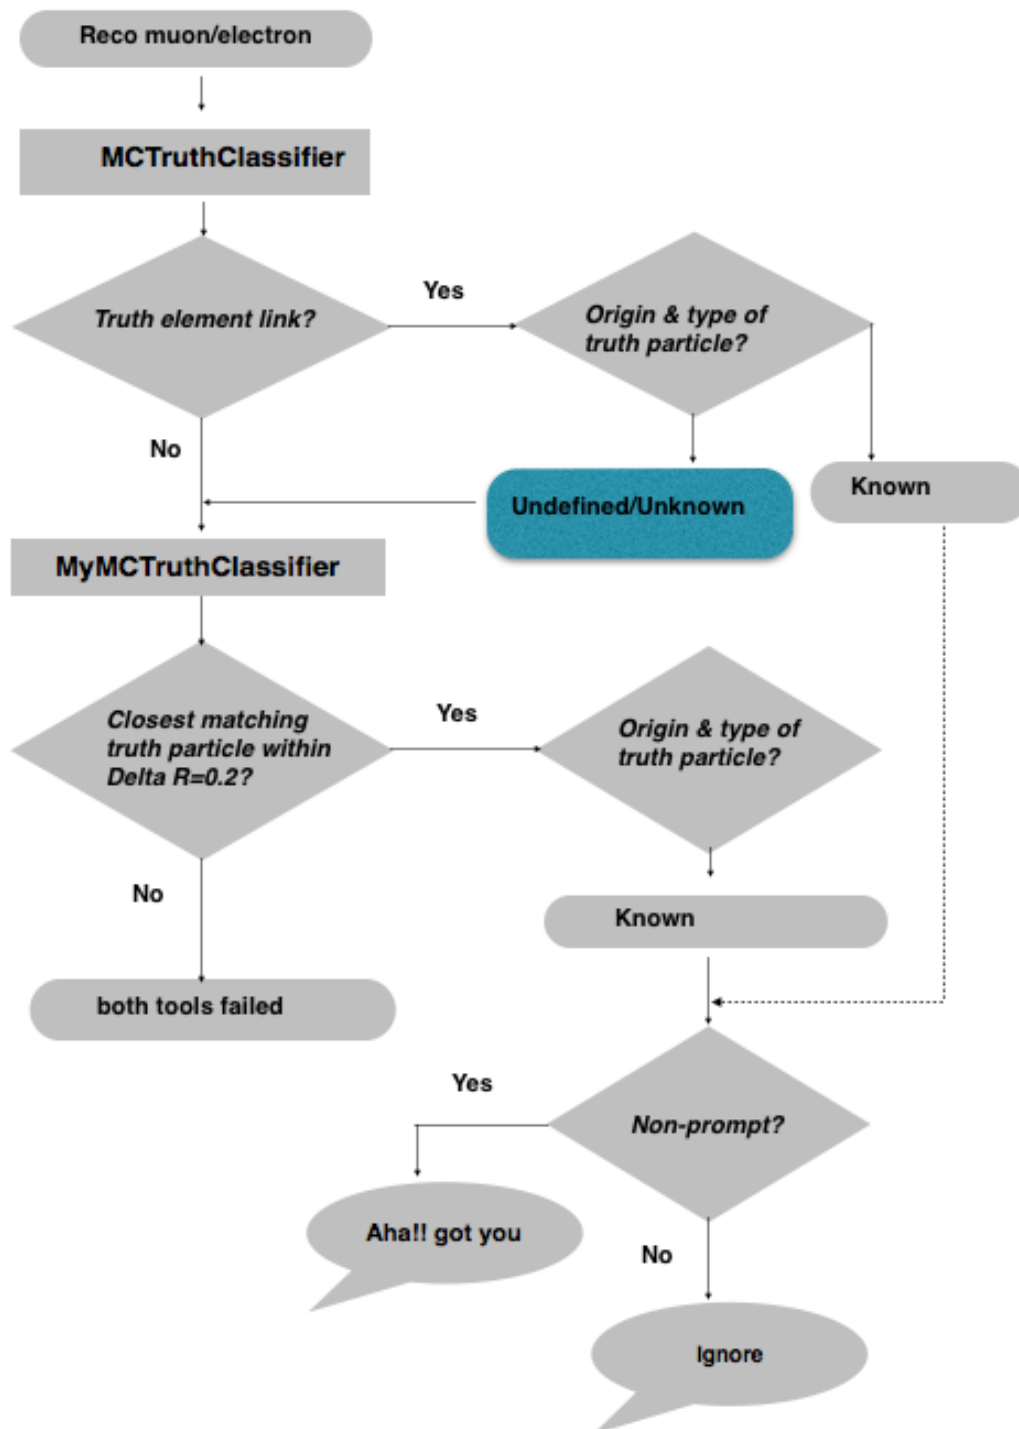 Reco muon/electron
MCTruthClassifier
Truth element link?
Yes
Origin & type of
truth particle?
No
Undefined/Unknown
Known
MyMCTruthClassifier
Closest matching
truth particle within
Delta R=0.2?
Yes
Origin & type of
truth particle?
No
Known
both tools failed
Yes
Non-prompt?
Aha!! got you
No
Ignore